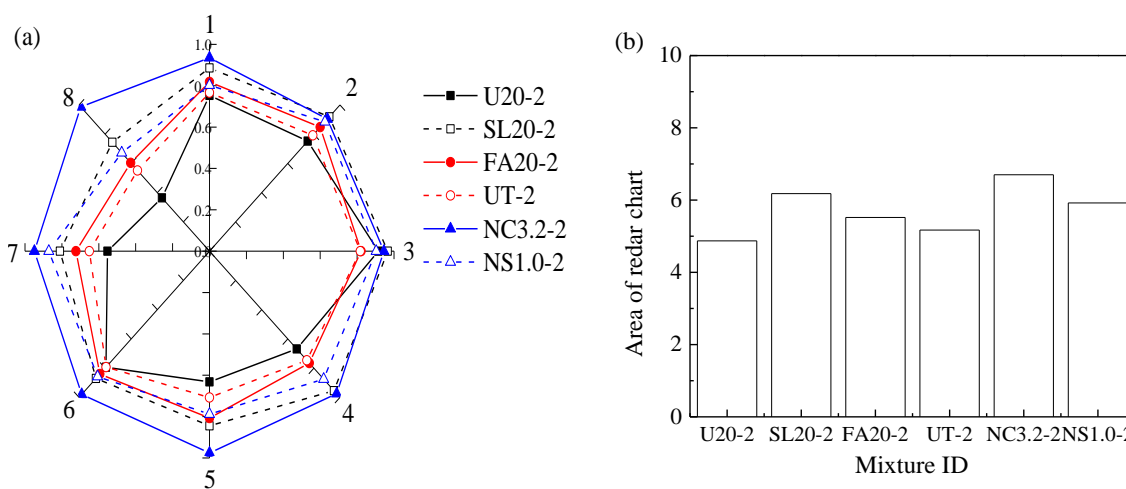 (a)
1
1.0
0.8
0.6
0.4
0.2
0.0
2
3
4
5
6
7
8
U20-2
SL20-2
FA20-2
UT-2
NC3.2-2
NS1.0-2
(b)
10
8
6
4
2
0
Area of redar chart
U20-2 SL20-2 FA20-2 UT-2 NC3.2-2 NS1.0-2
Mixture ID